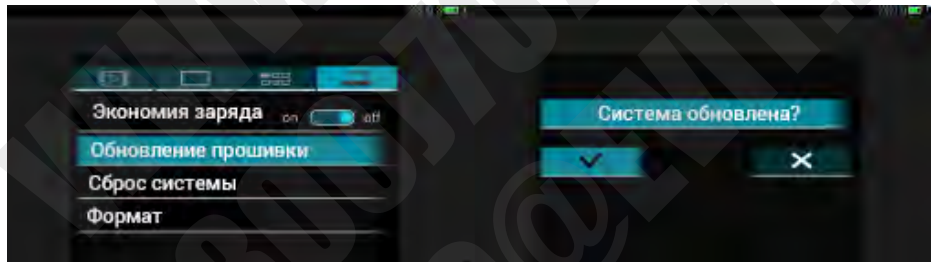 Экономия заряда on off
Обновление прошивки
Сброс системы
Формат
Система обновлена?